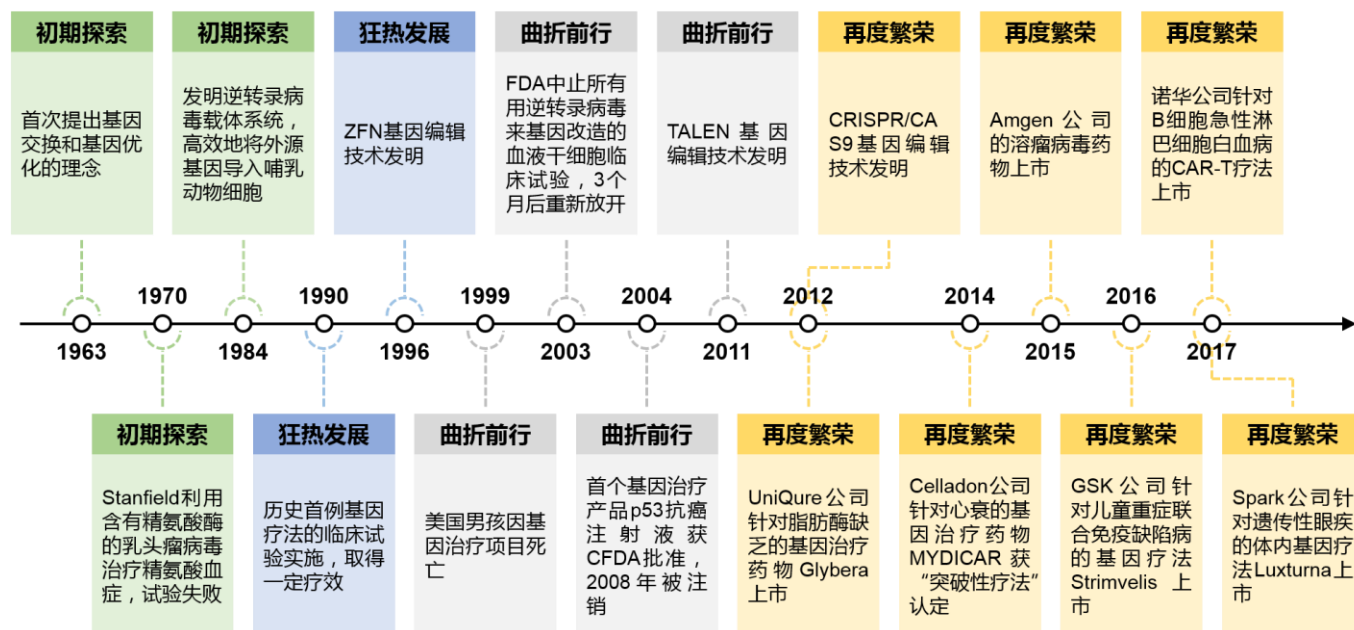 初期探索
首次提出基因
交换和基因优
化的理念
初期探索
发明逆转录病
毒载体系统，
高效地将外源
基因导入哺乳
动物细胞
狂热发展
ZFN基因编辑
技术发明
曲折前行
FDA中止所有
用逆转录病毒
来基因改造的
血液干细胞临
床试验，3个
月后重新放开
曲折前行
TALEN 基因
编辑技术发明
再度繁荣
CRISPR/CA
S9基因编辑
技术发明
再度繁荣
Amgen 公司
的溶瘤病毒药
物上市
再度繁荣
诺华公司针对
B细胞急性淋
巴细胞白血病
的CAR-T疗法
上市
1970
1990
1999
2004
2012
2014
2016
1963
1984
1996
2003
2011
2015
2017
初期探索
Stanfield利用
含有精氨酸酶
的乳头瘤病毒
治疗精氨酸血
症，试验失败
狂热发展
历史首例基因
疗法的临床试
验实施，取得
一定疗效
曲折前行
美国男孩因基
因治疗项目死
亡
曲折前行
首个基因治疗
产品p53抗癌
注射液获
CFDA批准，
2008年被注
销
再度繁荣
UniQure公司
针对脂肪酶缺
乏的基因治疗
药物 Glybera
上市
再度繁荣
Celladon公司
针对心衰的基
因治疗药物
MYDICAR 获
“突破性疗法”
认定
再度繁荣
GSK 公司针
对儿童重症联
合免疫缺陷病
的基因疗法
Strimvelis 上
市
再度繁荣
Spark公司针
对遗传性眼疾
的体内基因疗
法Luxturna上
市